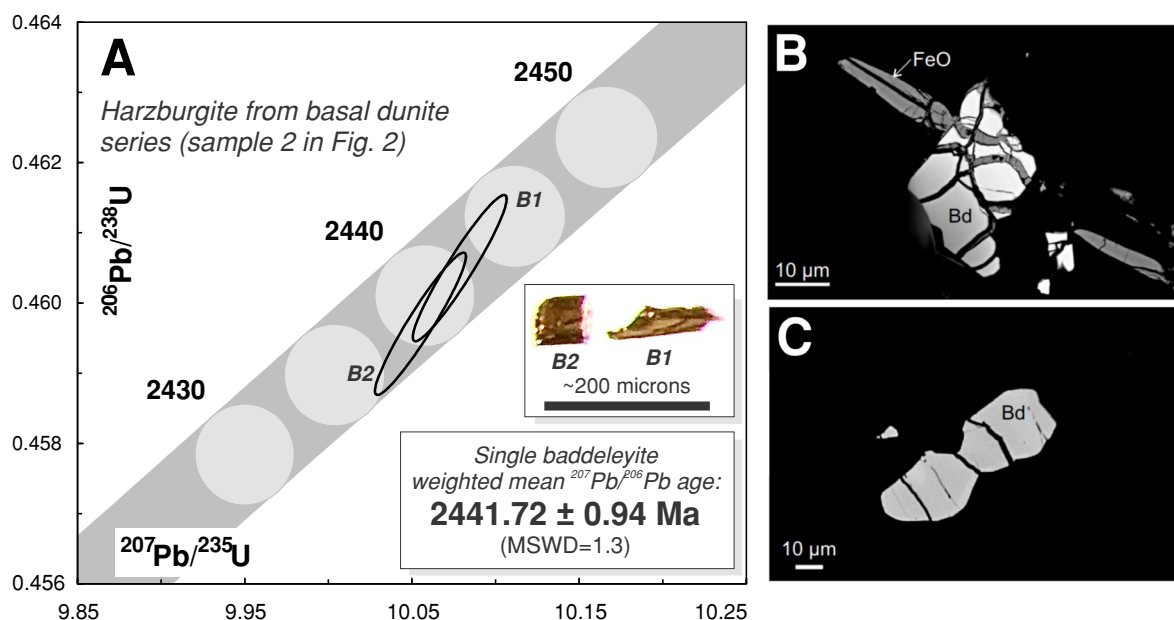 A
Harzburgite from basal dunite
series (sample 2 in Fig. 2)
0.464
0.462
0.460
0.458
0.456
9.85
9.95
10.05
10.15
10.25
²⁰⁶Pb/²³⁸U
²⁰⁷Pb/²³⁵U
2450
2440
2430
B1
B2
B2
B1
~200 microns
Single baddeleyite
weighted mean ²⁰⁷Pb/²⁰⁶Pb age:
2441.72 ± 0.94 Ma
(MSWD=1.3)
B
FeO
Bd
10 µm
C
Bd
10 µm